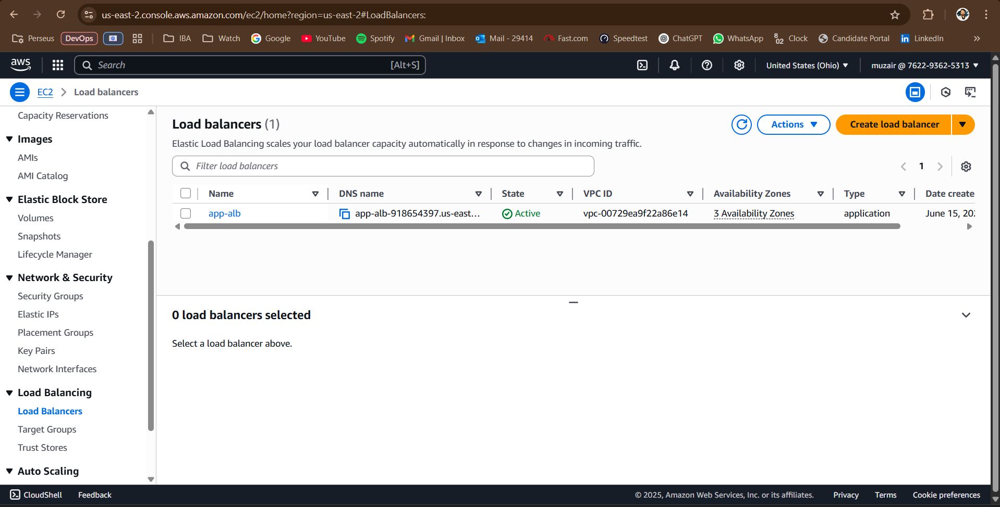 us-east-2.console.aws.amazon.com/ec2/home?region=us-east-2#LoadBalancers:
Perseus DevOps IBA Watch Google YouTube Spotify Gmail | Inbox Mail - 29414 Fast.com Speedtest ChatGPT WhatsApp 8 02 Clock Candidate Portal LinkedIn
aws Search [Alt+S] United States (Ohio) muzair @ 7622-9362-5313
EC2 Load balancers
Capacity Reservations
Images
AMIs
AMI Catalog
Elastic Block Store
Volumes
Snapshots
Lifecycle Manager
Network & Security
Security Groups
Elastic IPs
Placement Groups
Key Pairs
Network Interfaces
Load Balancing
Load Balancers
Target Groups
Trust Stores
Auto Scaling
Load balancers (1)
Actions Create load balancer
Elastic Load Balancing scales your load balancer capacity automatically in response to changes in incoming traffic.
Filter load balancers
1
Name DNS name State VPC ID Availability Zones Type Date create
app-alb app-alb-918654397.us-east... Active vpc-00729ea9f22a86e14 3 Availability Zones application June 15, 202
0 load balancers selected
Select a load balancer above.
CloudShell Feedback © 2025, Amazon Web Services, Inc. or its affiliates. Privacy Terms Cookie preferences